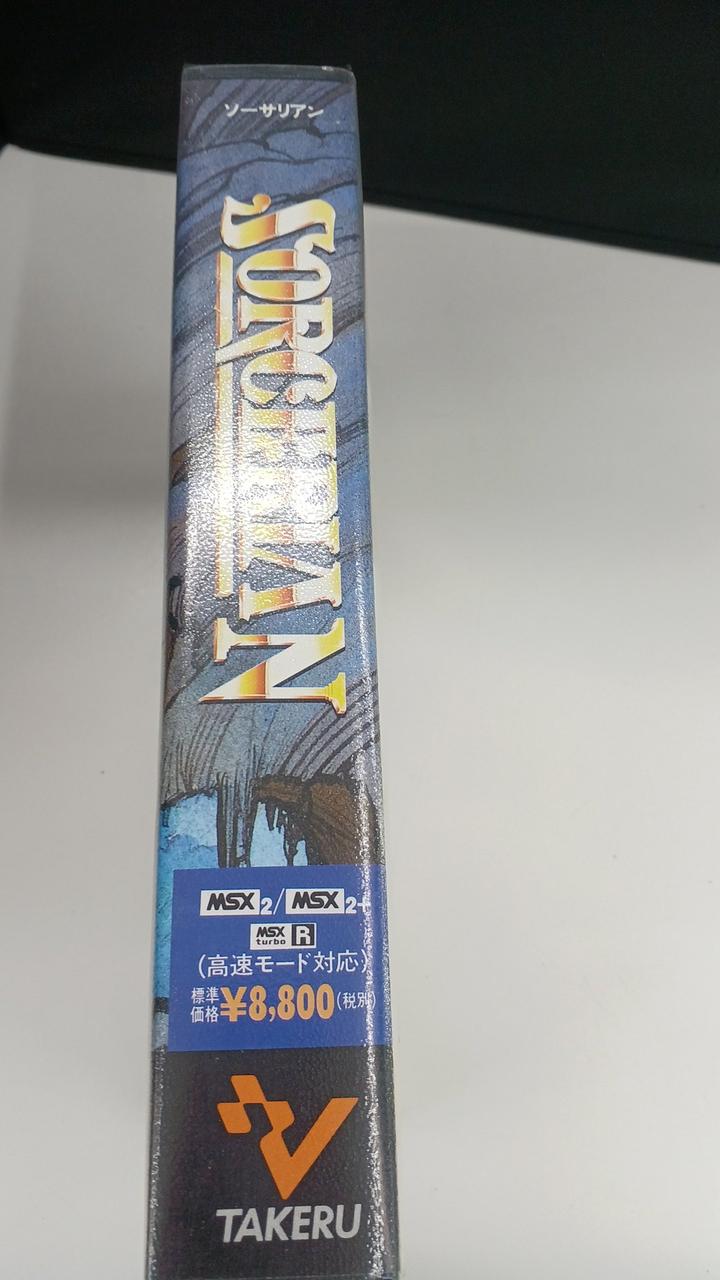 ソーサリアン
SORCERIAN
MSX2/MSX2+
MSX turbo R
(高速モード対応)
標準価格 ¥8,800(税別)
TAKERU